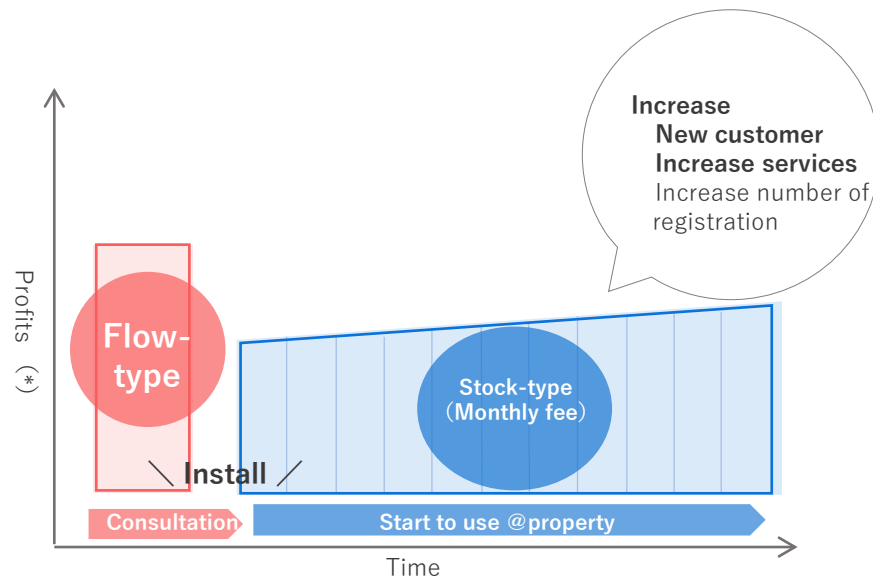 Increase
New customer
Increase services
Increase number of
registration
Profits (*)
Flow-
type
Stock-type
(Monthly fee)
\ Install /
Consultation
Start to use @property
Time